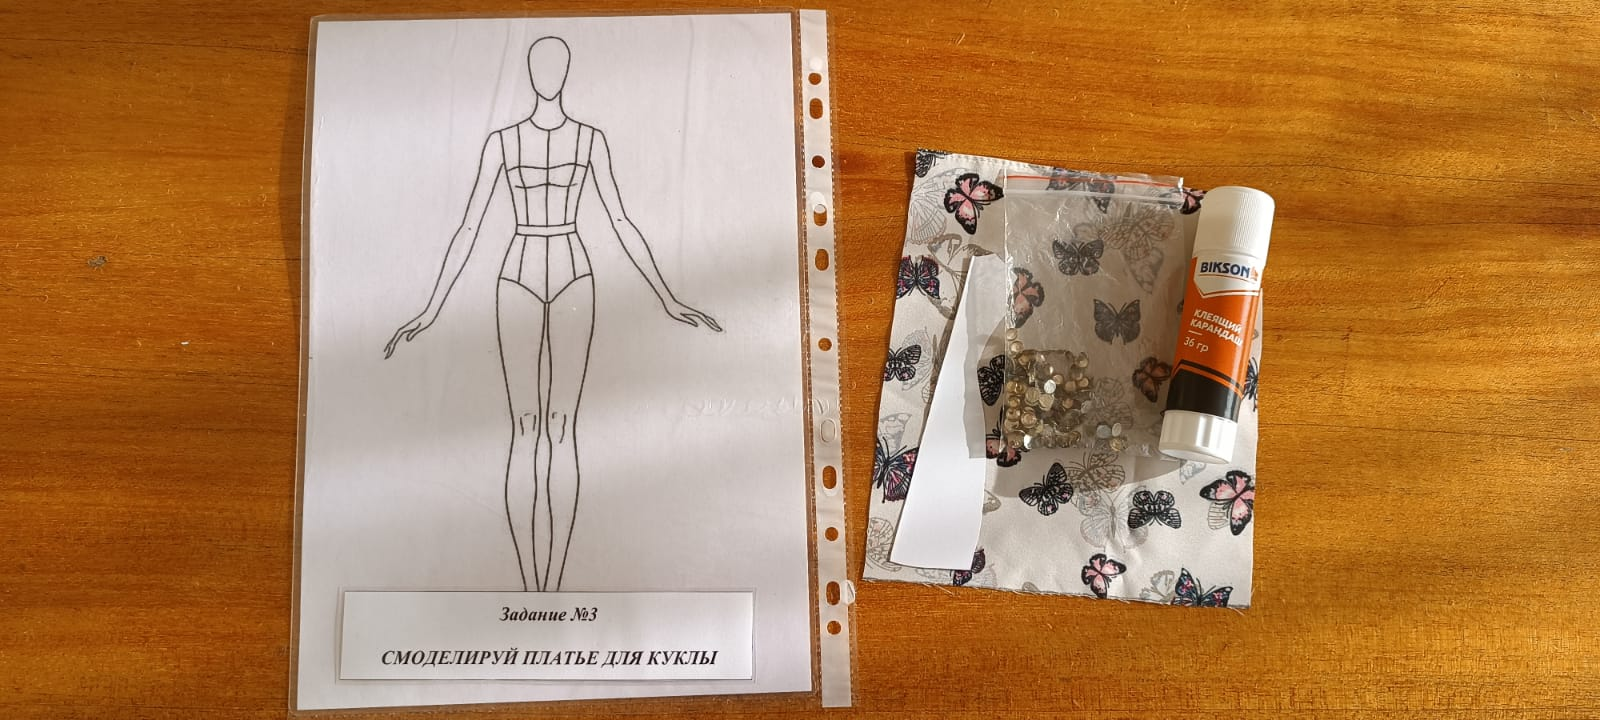 Задание №3
СМОДЕЛИРУЙ ПЛАТЬЕ ДЛЯ КУКЛЫ
BIKSON
КЛЕЯЩИЙ
КАРАНДАШ
36 гр